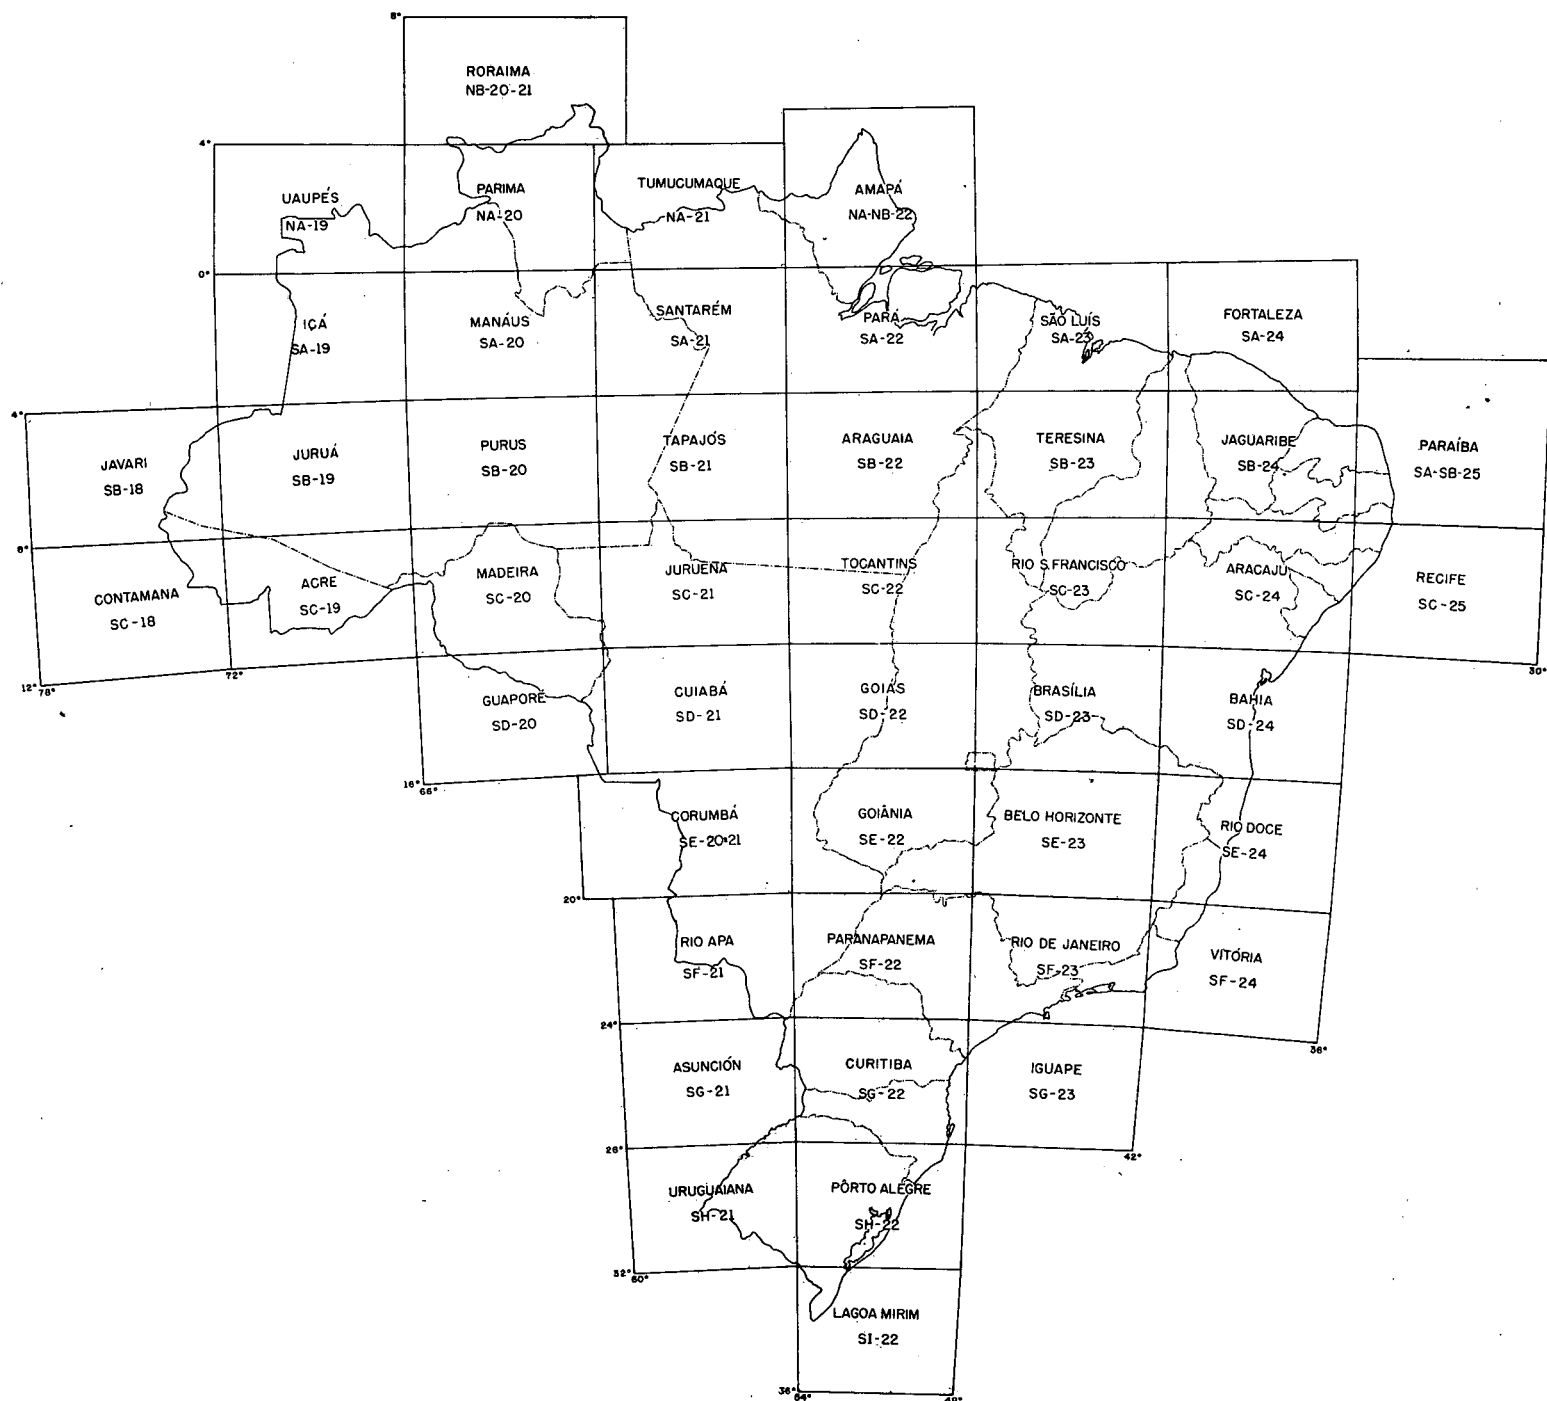 8°
RORAIMA
NB-20-21
4°
UAUPÉS
NA-19
PARIMA
NA-20
TUMUCUMAQUE
NA-21
AMAPÁ
NA-NB-22
0°
IÇÁ
SA-19
MANÁUS
SA-20
SANTARÉM
SA-21
PARÁ
SA-22
SÃO LUÍS
SA-23
FORTALEZA
SA-24
4°
JAVARI
SB-18
JURUÁ
SB-19
PURUS
SB-20
TAPAJÓS
SB-21
ARAGUAIA
SB-22
TERESINA
SB-23
JAGUARIBE
SB-24
PARAÍBA
SA-SB-25
8°
CONTAMANA
SC-18
ACRE
SC-19
MADEIRA
SC-20
JURUENA
SC-21
TOCANTINS
SC-22
RIO S. FRANCISCO
SC-23
ARACAJU
SC-24
RECIFE
SC-25
12°
78°
72°
30°
GUAPORÉ
SD-20
CUIABÁ
SD-21
GOIÁS
SD-22
BRASÍLIA
SD-23
BAHIA
SD-24
16°
66°
CORUMBÁ
SE-20-21
GOIÂNIA
SE-22
BELO HORIZONTE
SE-23
RIO DOCE
SE-24
20°
RIO APA
SF-21
PARANAPANEMA
SF-22
RIO DE JANEIRO
SF-23
VITÓRIA
SF-24
24°
36°
ASUNCIÓN
SG-21
CURITIBA
SG-22
IGUAPE
SG-23
28°
42°
URUGUAIANA
SH-21
PÔRTO ALEGRE
SH-22
32°
60°
LAGOA MIRIM
SI-22
36°
54°
48°